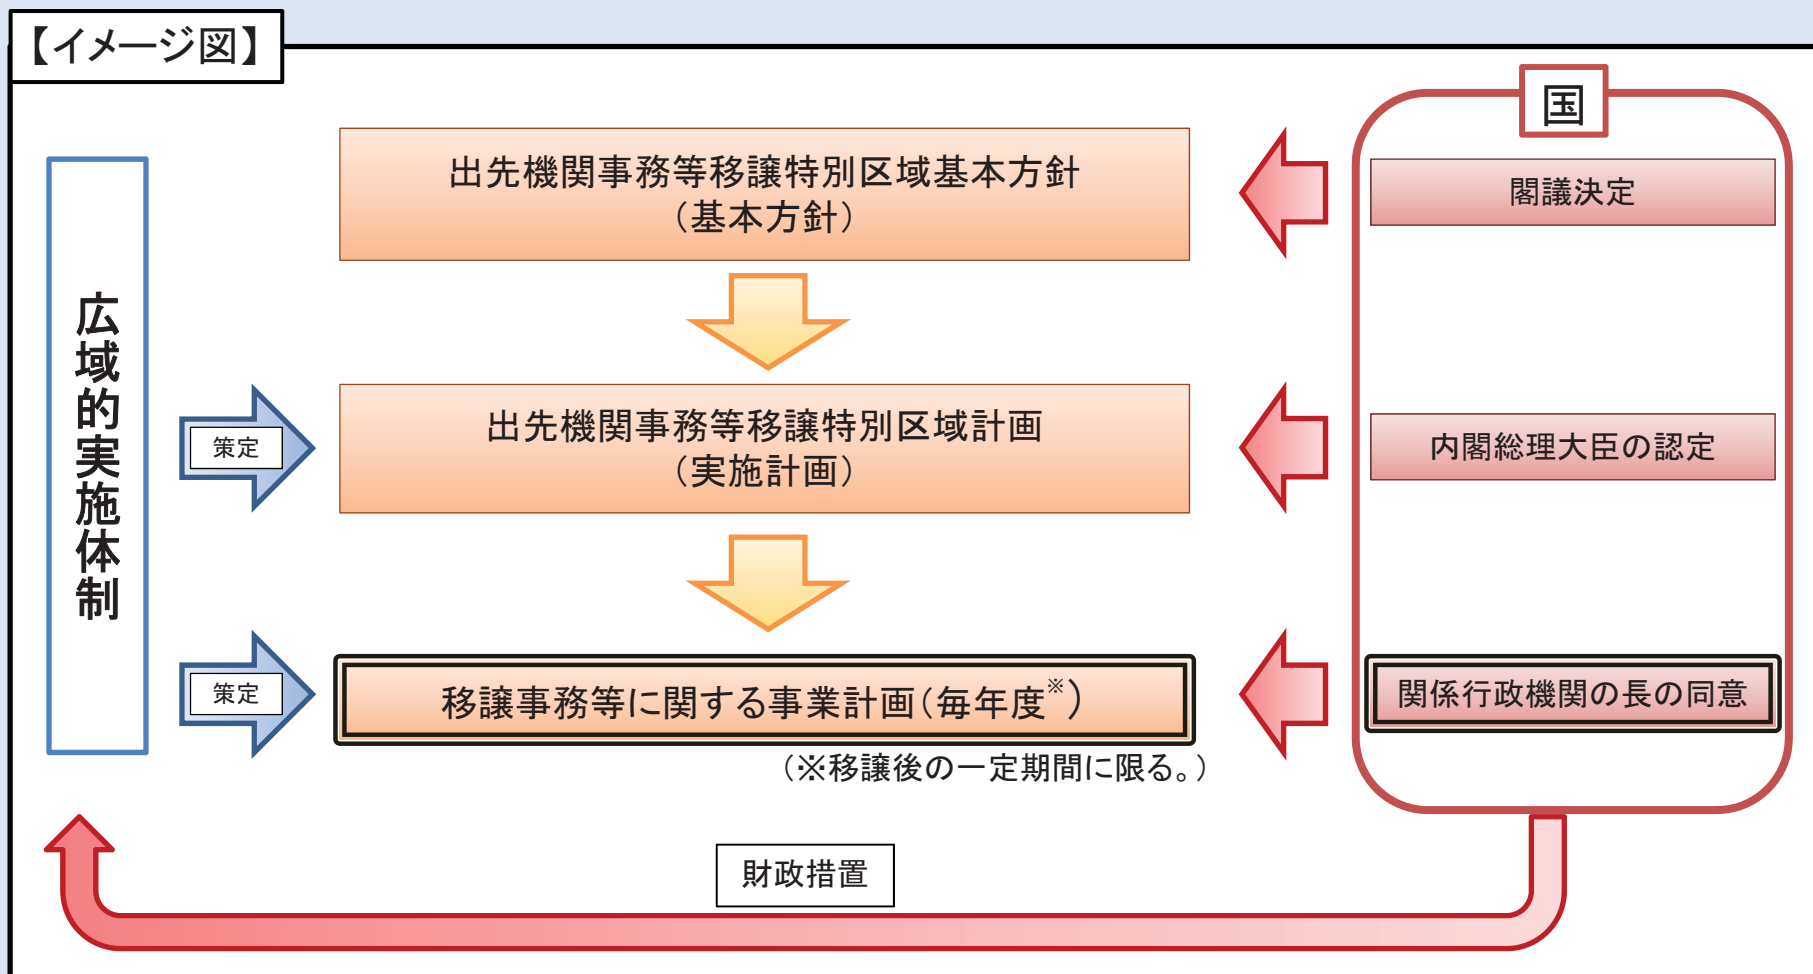 【イメージ図】
国
広域的実施体制
出先機関事務等移譲特別区域基本方針
（基本方針）
閣議決定
策定
出先機関事務等移譲特別区域計画
（実施計画）
内閣総理大臣の認定
策定
移譲事務等に関する事業計画（毎年度※）
関係行政機関の長の同意
（※移譲後の一定期間に限る。）
財政措置